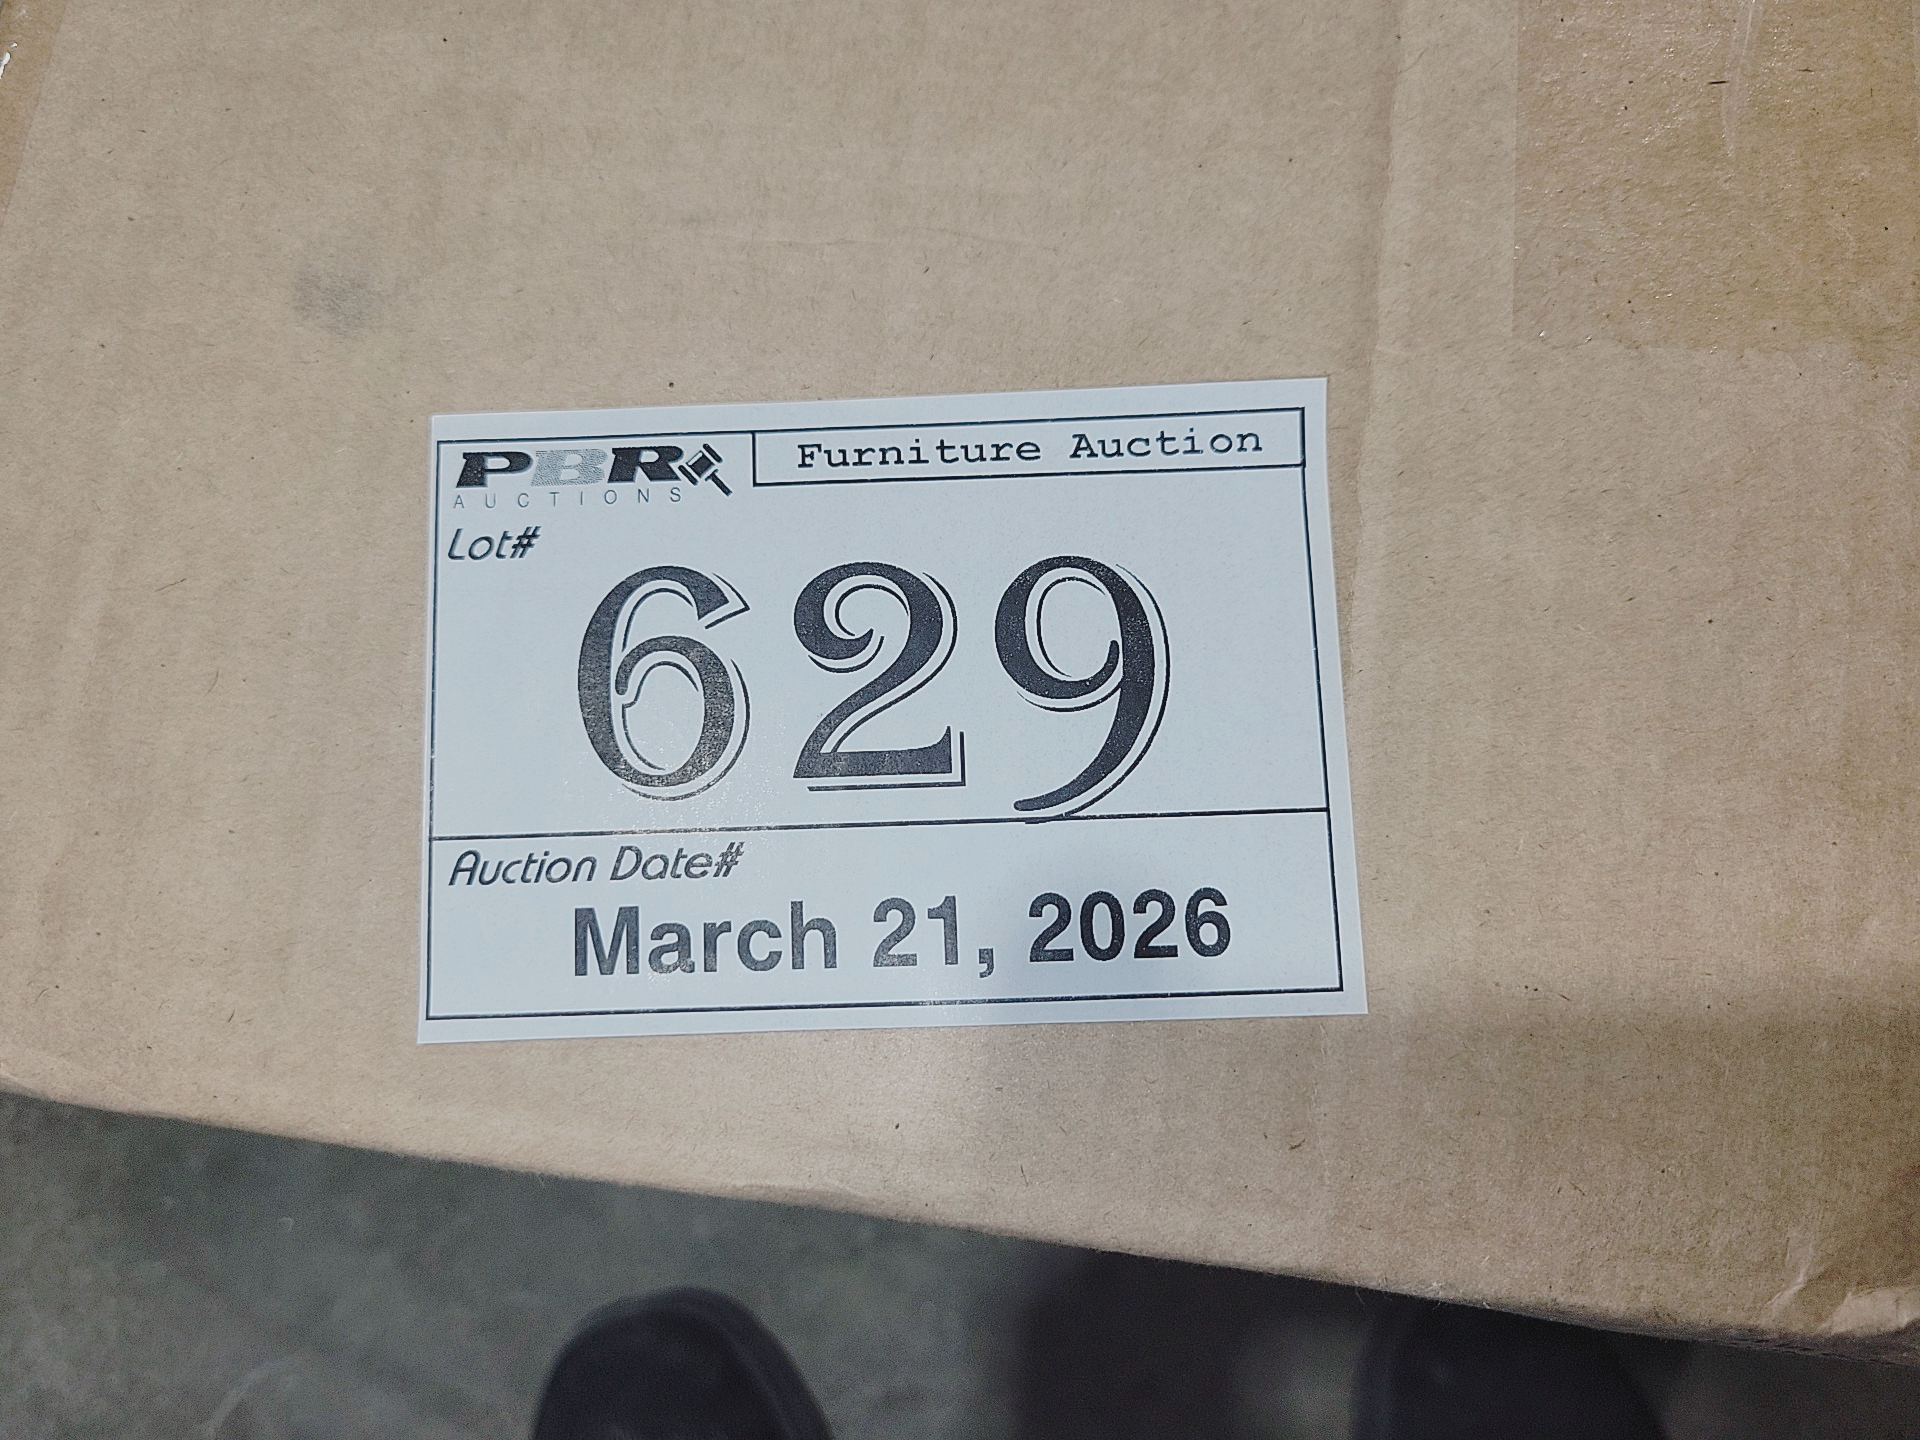 PBR
AUCTIONS
Furniture Auction
Lot#
629
Auction Date#
March 21, 2026